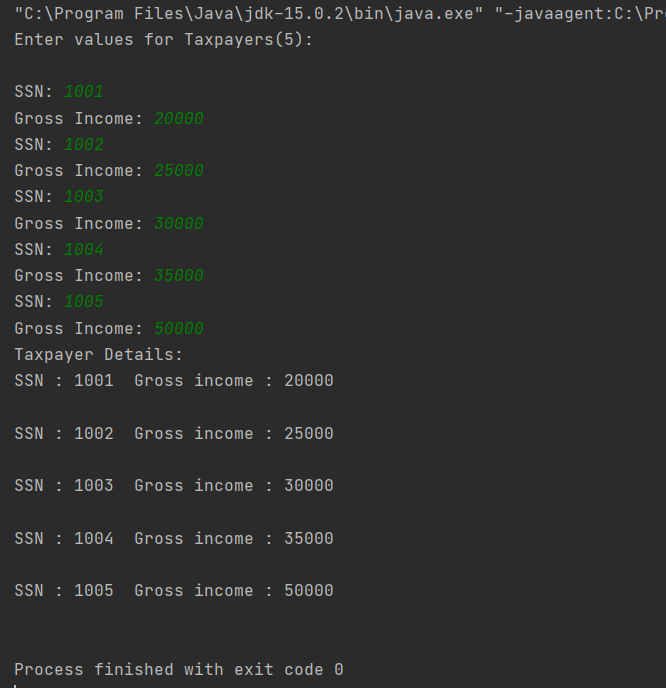 "C:\Program Files\Java\jdk-15.0.2\bin\java.exe" "-javaagent:C:\Pr
Enter values for Taxpayers(5):
SSN: 1001
Gross Income: 20000
SSN: 1002
Gross Income: 25000
SSN: 1003
Gross Income: 30000
SSN: 1004
Gross Income: 35000
SSN: 1005
Gross Income: 50000
Taxpayer Details:
SSN : 1001  Gross income : 20000
SSN : 1002  Gross income : 25000
SSN : 1003  Gross income : 30000
SSN : 1004  Gross income : 35000
SSN : 1005  Gross income : 50000
Process finished with exit code 0